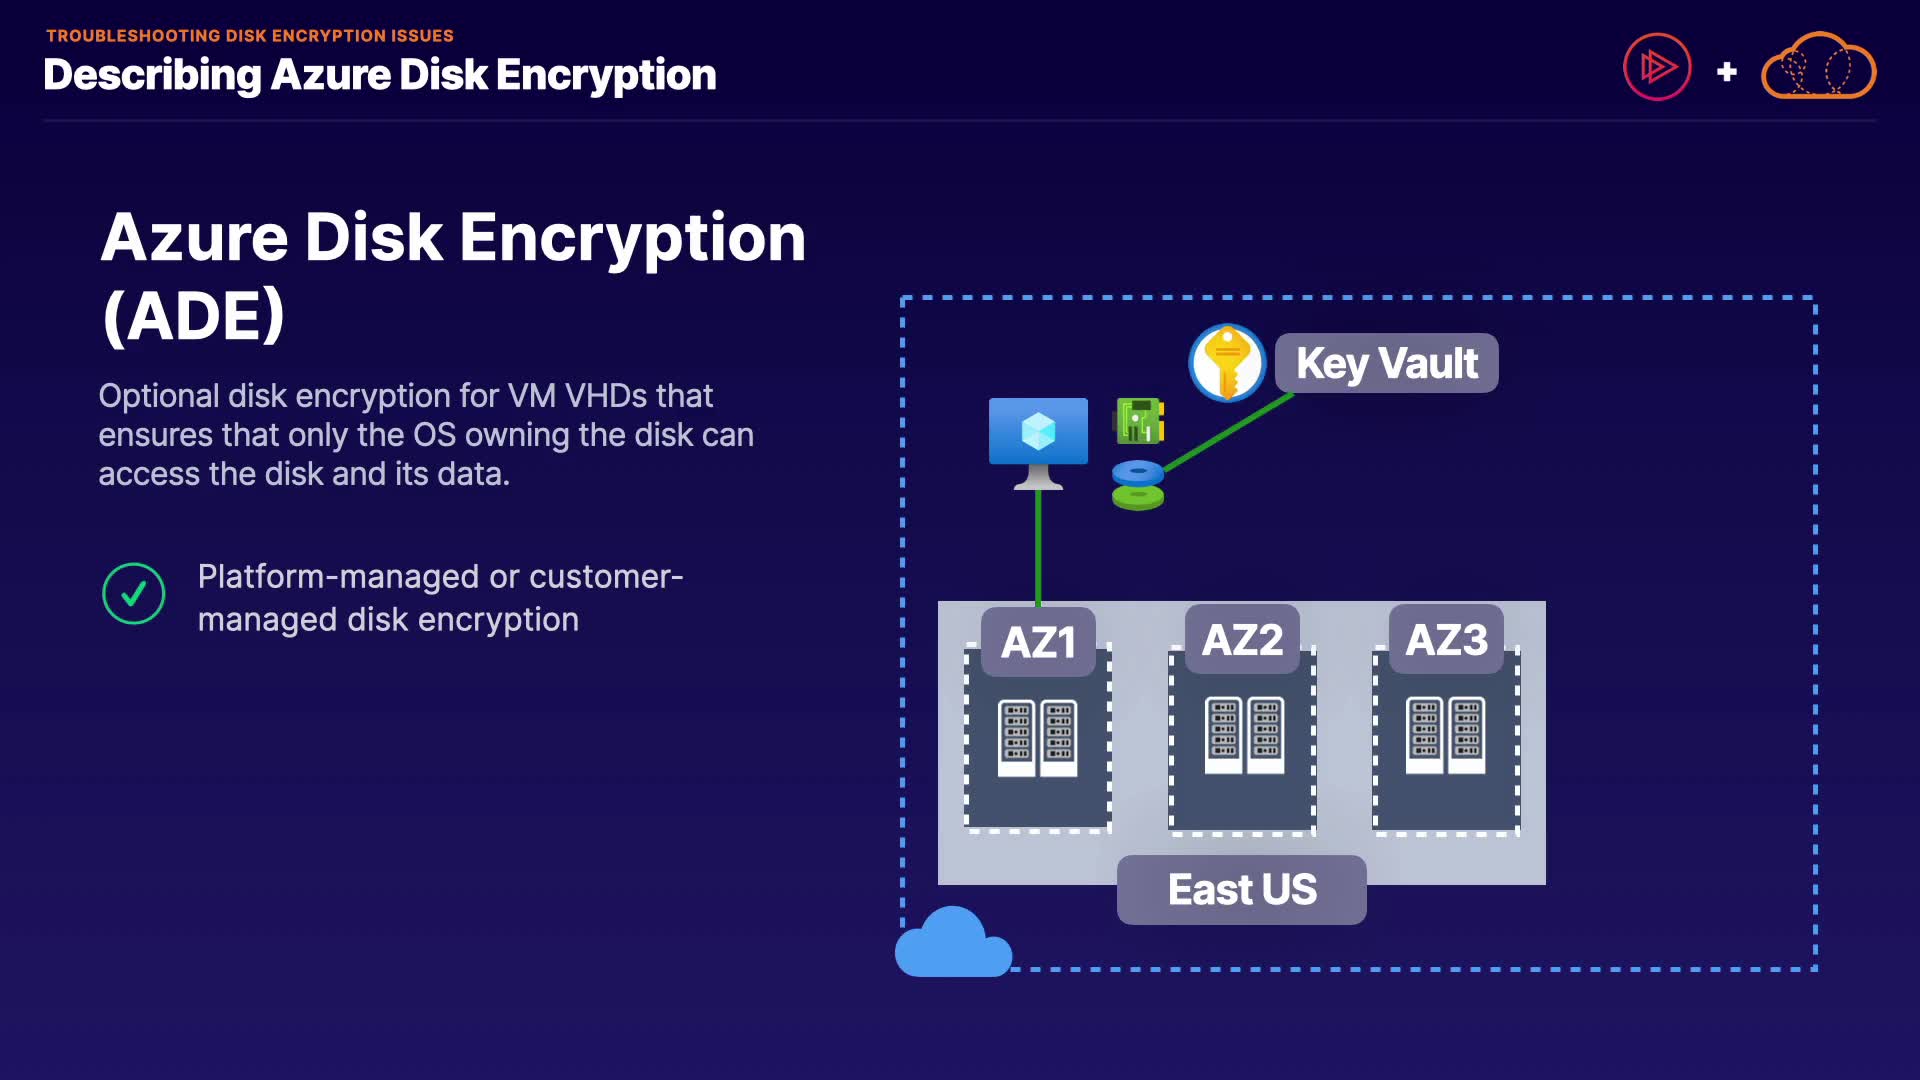 TROUBLESHOOTING DISK ENCRYPTION ISSUES
Describing Azure Disk Encryption
Azure Disk Encryption
(ADE)
Optional disk encryption for VM VHDs that
ensures that only the OS owning the disk can
access the disk and its data.
Platform-managed or customer-
managed disk encryption
Key Vault
AZ1
AZ2
AZ3
East US